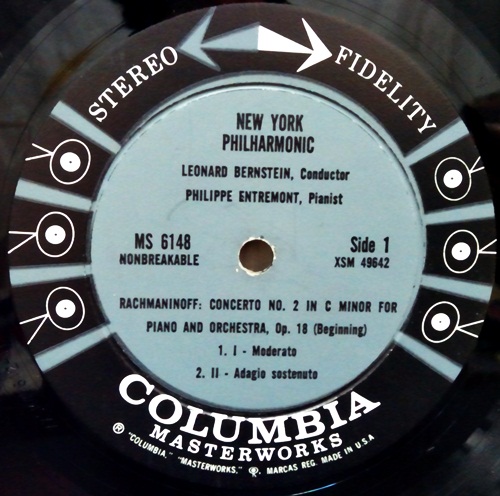 STEREO FIDELITY
NEW YORK
PHILHARMONIC
LEONARD BERNSTEIN, Conductor
PHILIPPE ENTREMONT, Pianist
MS 6148
NONBREAKABLE
Side 1
XSM 49642
RACHMANINOFF: CONCERTO NO. 2 IN C MINOR FOR
PIANO AND ORCHESTRA, Op. 18 (Beginning)
1. I - Moderato
2. II - Adagio sostenuto
COLUMBIA
MASTERWORKS
® "COLUMBIA," "MASTERWORKS," MARCAS REG. MADE IN U.S.A